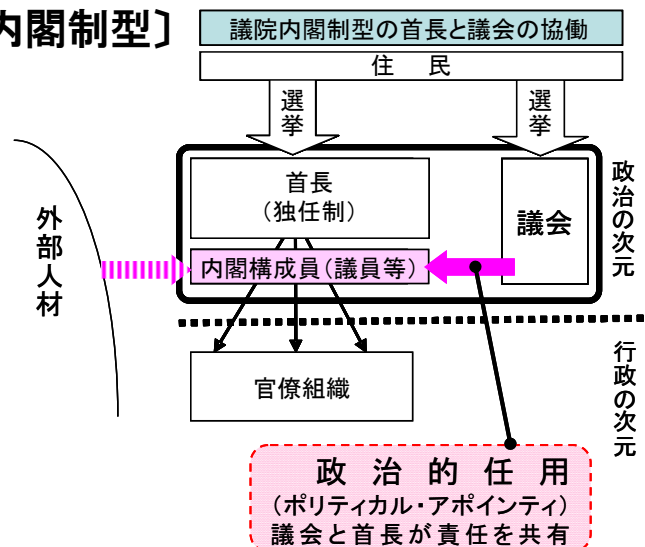 内閣制型〕
議院内閣制型の首長と議会の協働
住 民
選挙
選挙
首長
(独任制)
議会
政治の次元
外部人材
内閣構成員(議員等)
官僚組織
行政の次元
政 治 的 任 用
(ポリティカル・アポインティ)
議会と首長が責任を共有